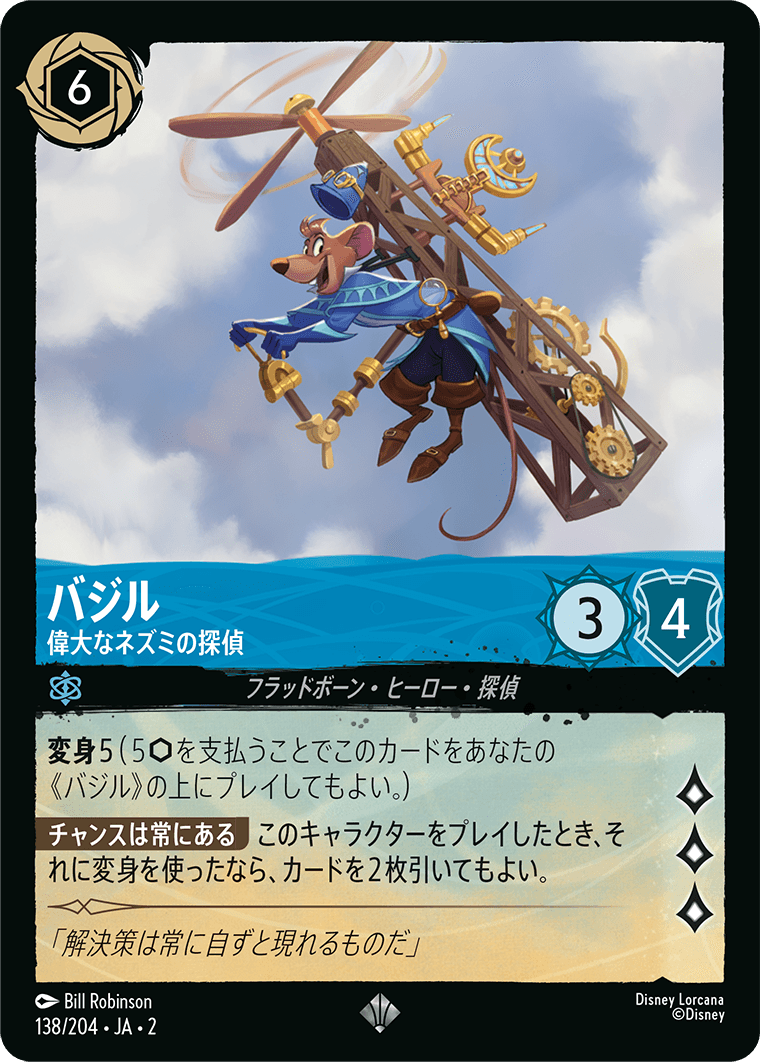 6
バジル
偉大なネズミの探偵
3
4
フラッドボーン・ヒーロー・探偵
変身5(5⬡を支払うことでこのカードをあなたの
《バジル》の上にプレイしてもよい。)
チャンスは常にある このキャラクターをプレイしたとき、そ
れに変身を使ったなら、カードを2枚引いてもよい。
「解決策は常に自ずと現れるものだ」
Bill Robinson
138/204・JA・2
Disney Lorcana
©Disney